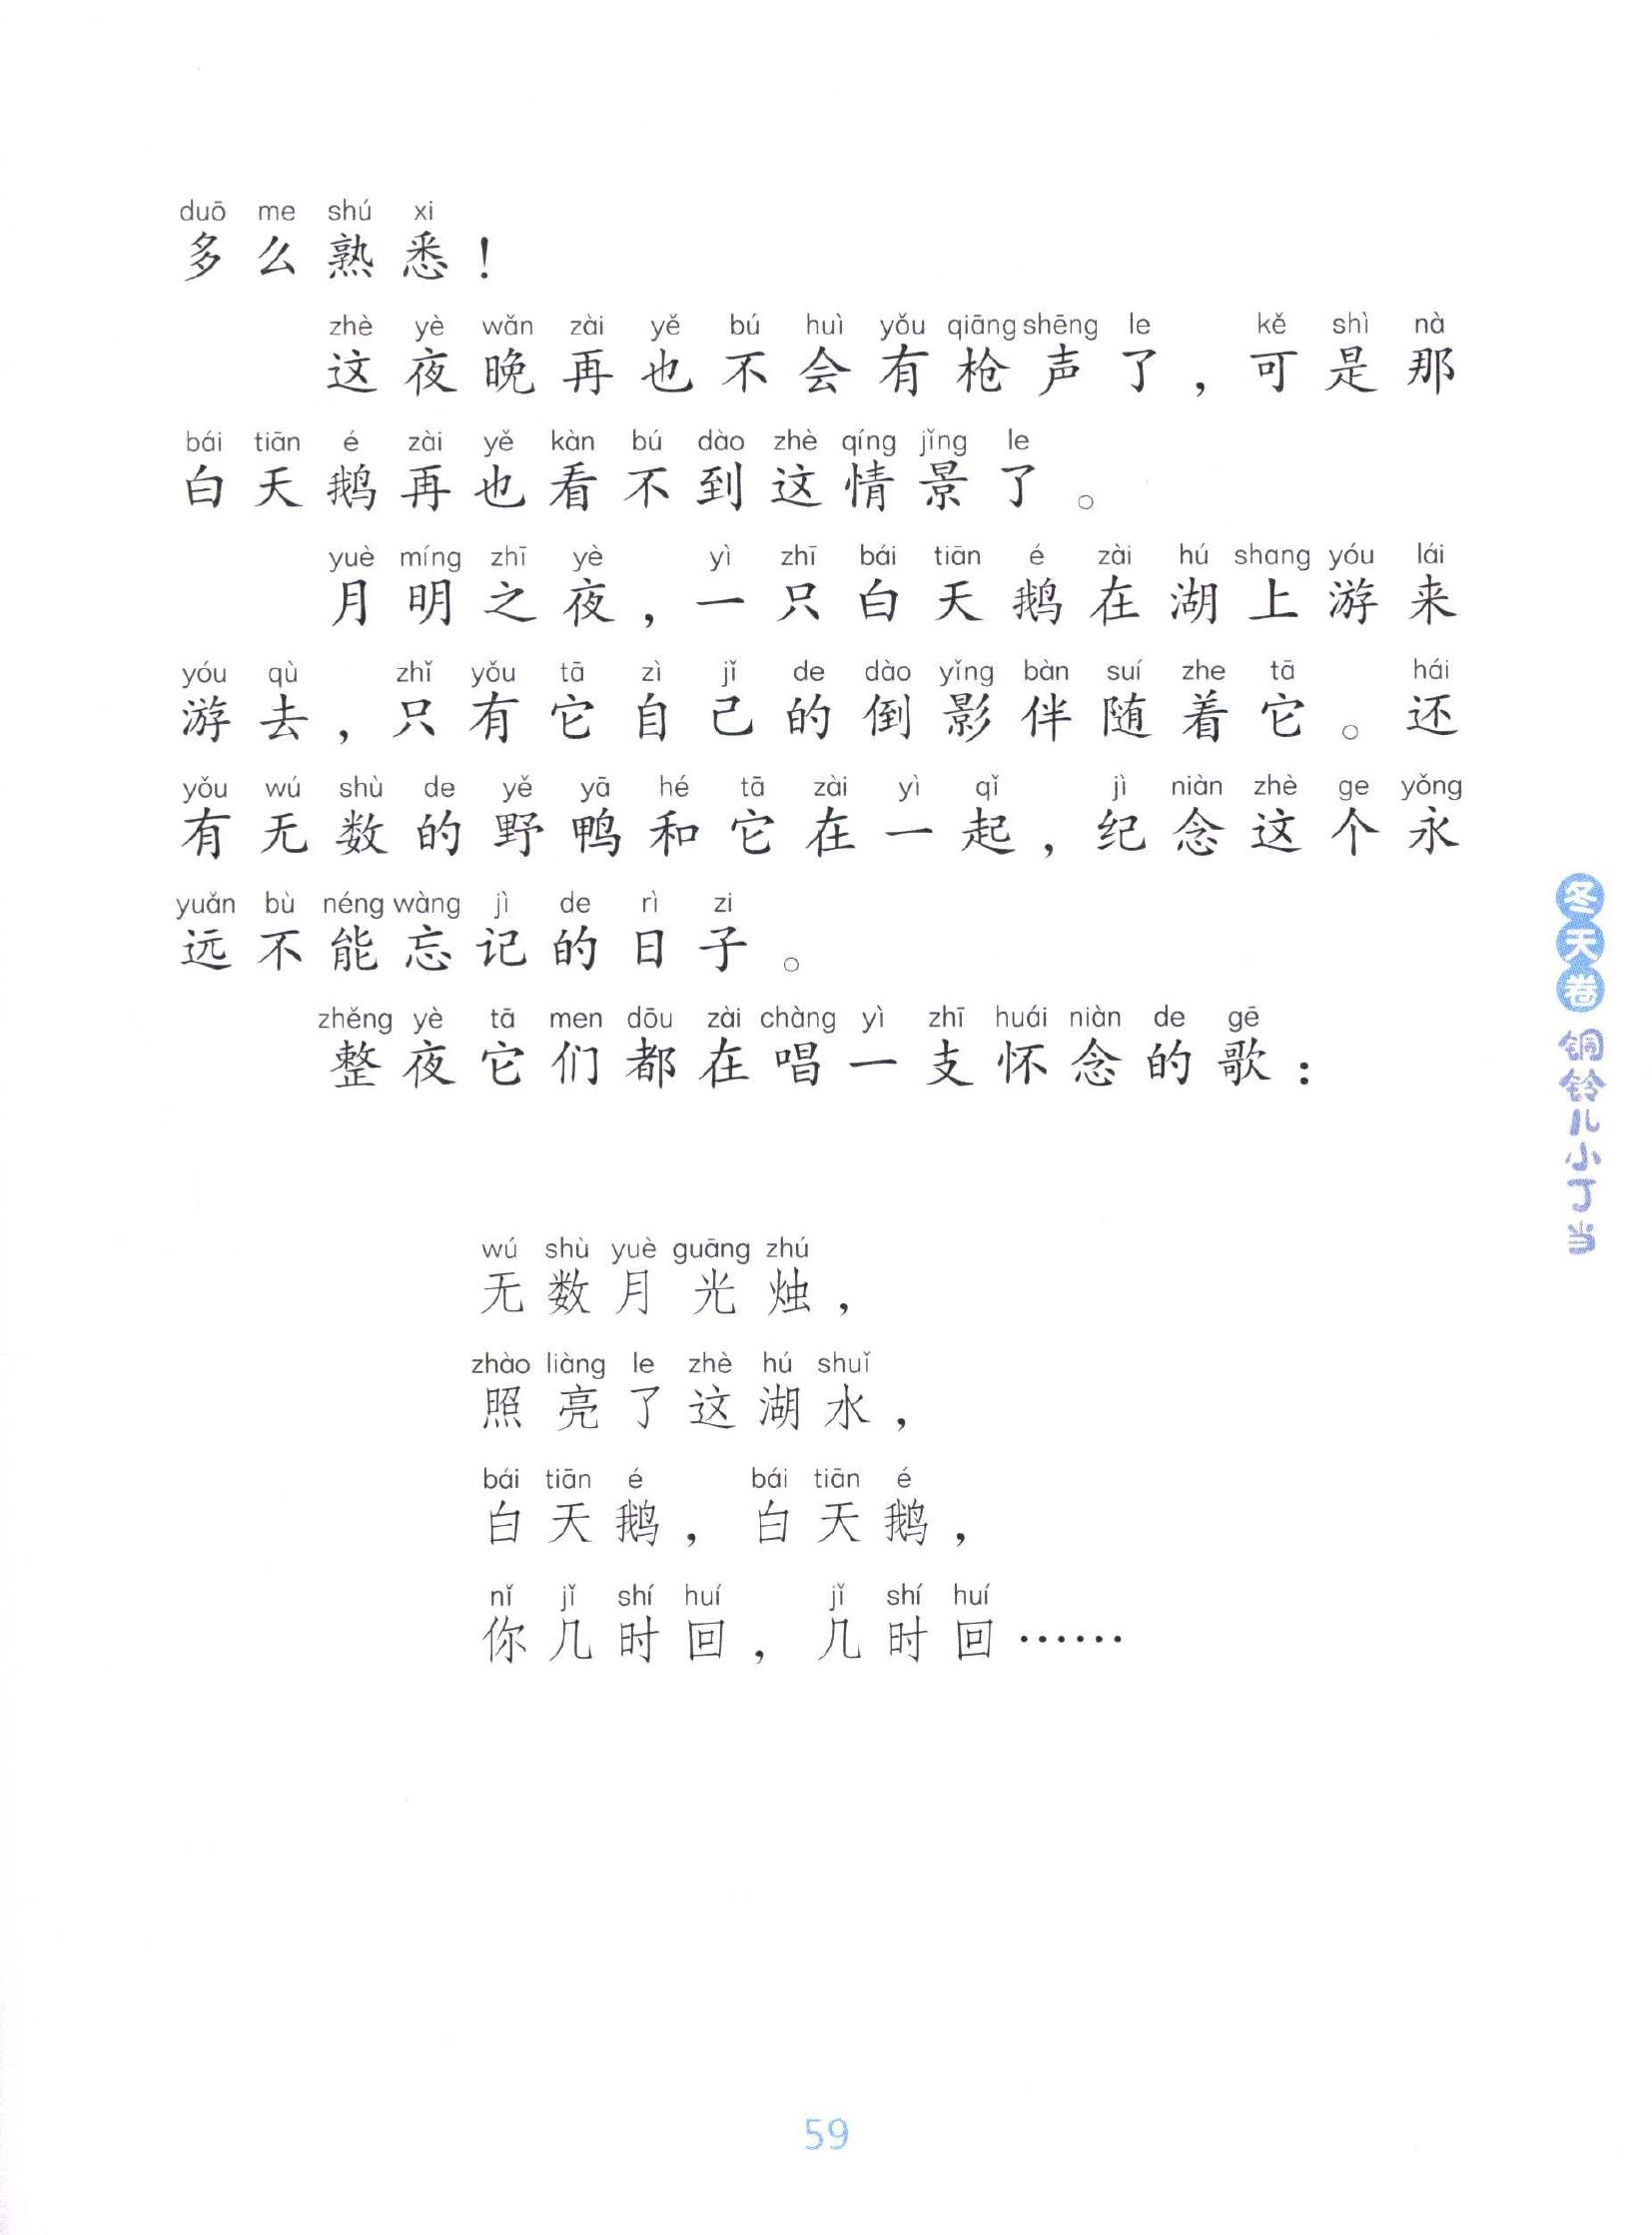 duō me shú xi
多么熟悉！
zhè yè wǎn zài yě bú huì yǒu qiāng shēng le kě shì nà
这夜晚再也不会有枪声了，可是那
bái tiān é zài yě kàn bú dào zhè qíng jǐng le
白天鹅再也看不到这情景了。
yuè míng zhī yè yì zhī bái tiān é zài hú shang yóu lái
月明之夜，一只白天鹅在湖上游来
yóu qù zhǐ yǒu tā zì jǐ de dào yǐng bàn suí zhe tā hái
游去，只有它自己的倒影伴随着它。还
yǒu wú shù de yě yā hé tā zài yì qǐ jì niàn zhè ge yǒng
有无数的野鸭和它在一起，纪念这个永
yuǎn bù néng wàng jì de rì zi
远不能忘记的日子。
zhěng yè tā men dōu zài chàng yì zhī huái niàn de gē
整夜它们都在唱一支怀念的歌：
wú shù yuè guāng zhú
无数月光烛，
zhào liàng le zhè hú shuǐ
照亮了这湖水，
bái tiān é bái tiān é
白天鹅，白天鹅，
nǐ jǐ shí huí jǐ shí huí
你几时回，几时回……
冬天卷 铜铃儿小丁当
59